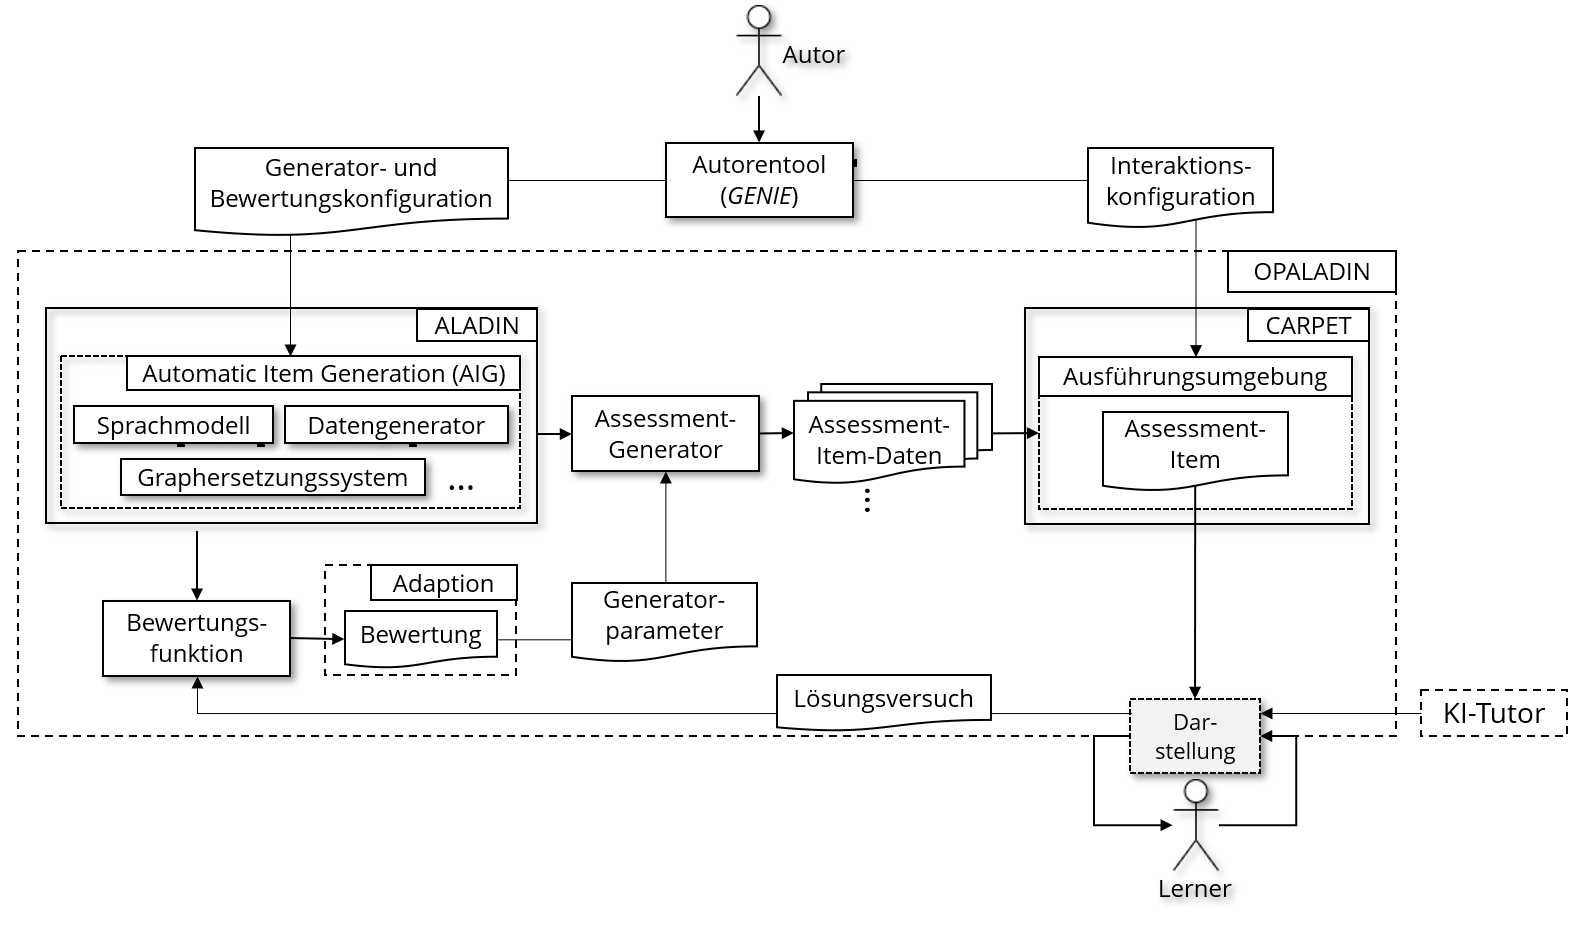 Autor
Generator- und
Bewertungskonfiguration
Autorentool
(GENIE)
Interaktions-
konfiguration
OPALADIN
ALADIN
CARPET
Automatic Item Generation (AIG)
Sprachmodell
Datengenerator
Graphersetzungssystem
...
Assessment-
Generator
Assessment-
Item-Daten
Ausführungsumgebung
Assessment-
Item
Adaption
Bewertungs-
funktion
Bewertung
Generator-
parameter
Lösungsversuch
Dar-
stellung
KI-Tutor
Lerner